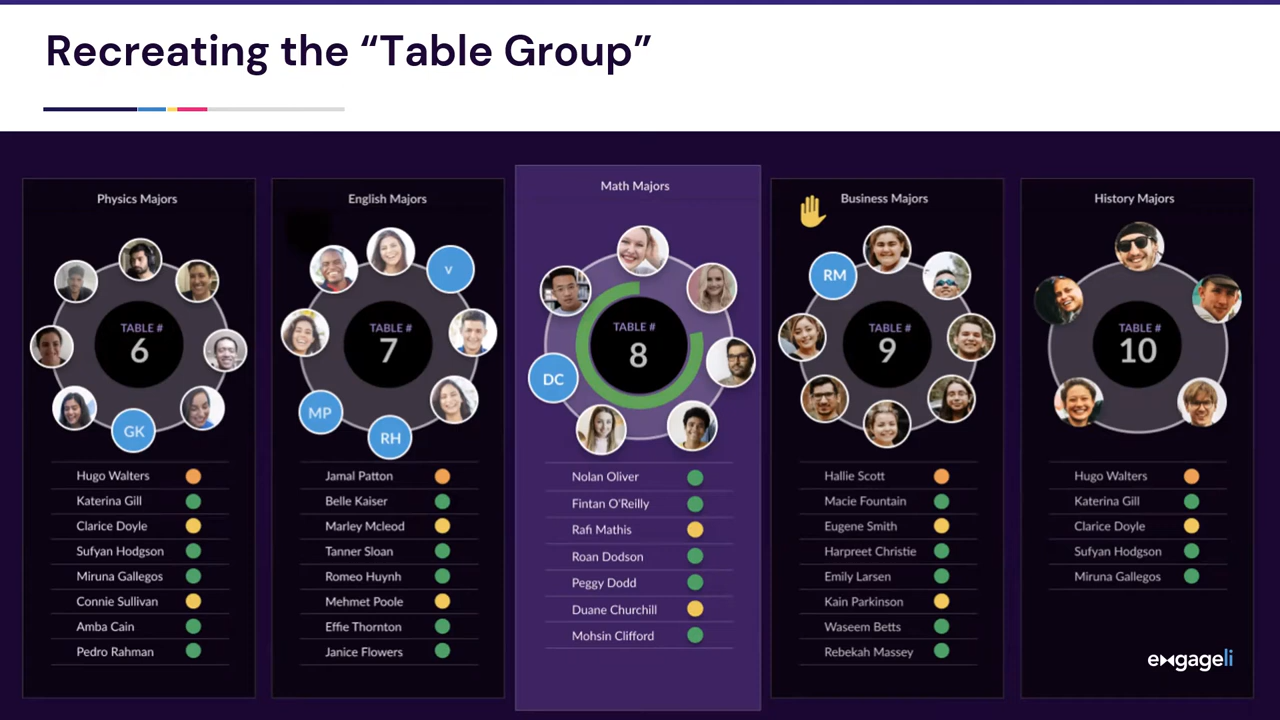 Recreating the “Table Group”
Physics Majors
TABLE #
6
GK
Hugo Walters
Katerina Gill
Clarice Doyle
Sufyan Hodgson
Miruna Gallegos
Connie Sullivan
Amba Cain
Pedro Rahman
English Majors
V
TABLE #
7
MP
RH
Jamal Patton
Belle Kaiser
Marley Mcleod
Tanner Sloan
Romeo Huynh
Mehmet Poole
Effie Thornton
Janice Flowers
Math Majors
TABLE #
8
DC
Nolan Oliver
Fintan O'Reilly
Rafi Mathis
Roan Dodson
Peggy Dodd
Duane Churchill
Mohsin Clifford
Business Majors
RM
TABLE #
9
Hallie Scott
Macie Fountain
Eugene Smith
Harpreet Christie
Emily Larsen
Kain Parkinson
Waseem Betts
Rebekah Massey
History Majors
TABLE #
10
Hugo Walters
Katerina Gill
Clarice Doyle
Sufyan Hodgson
Miruna Gallegos
engageli